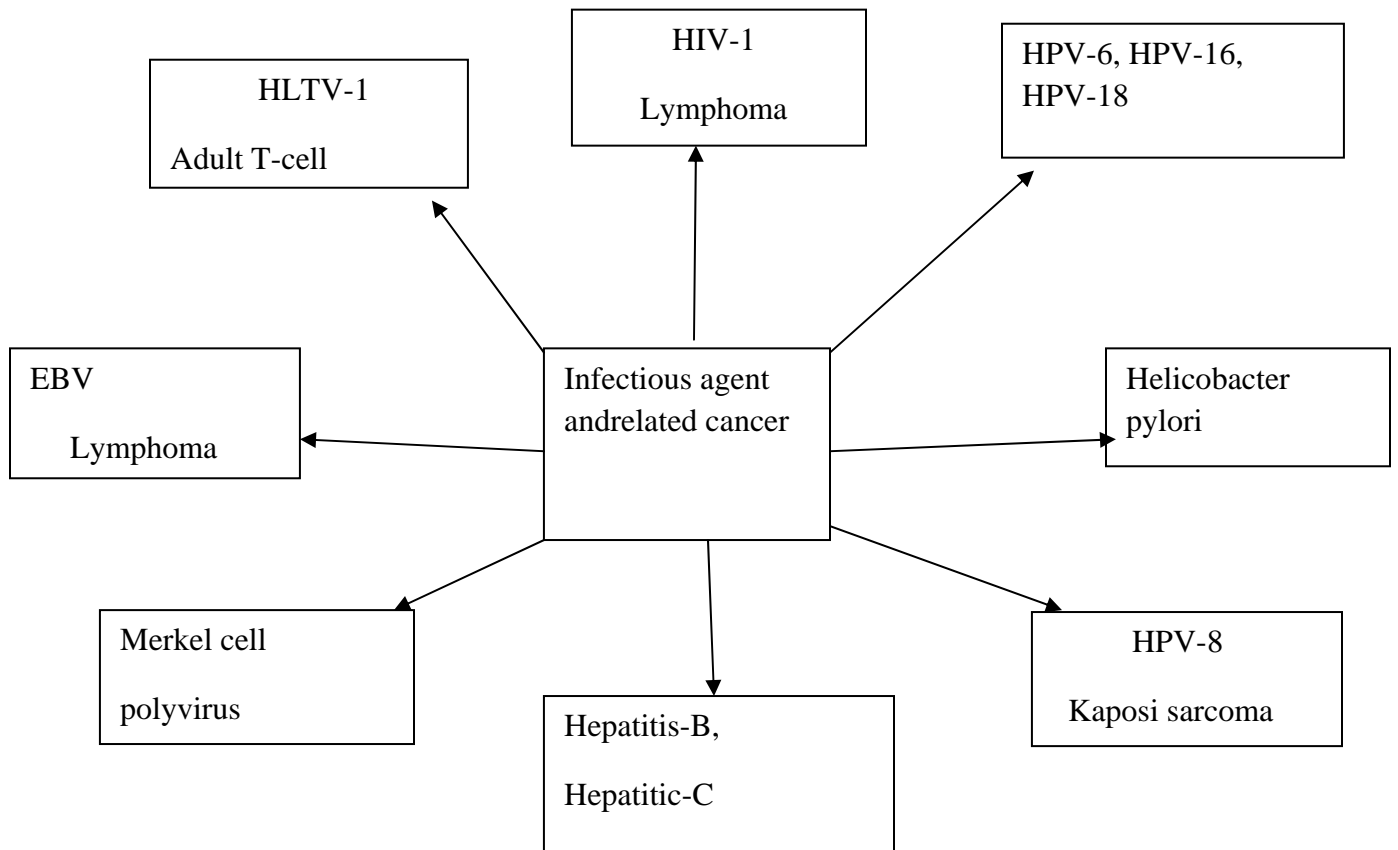 HIV-1
Lymphoma
HPV-6, HPV-16,
HPV-18
HLTV-1
Adult T-cell
EBV
Lymphoma
Infectious agent
andrelated cancer
Helicobacter
pylori
Merkel cell
polyvirus
Hepatitis-B,
Hepatitic-C
HPV-8
Kaposi sarcoma